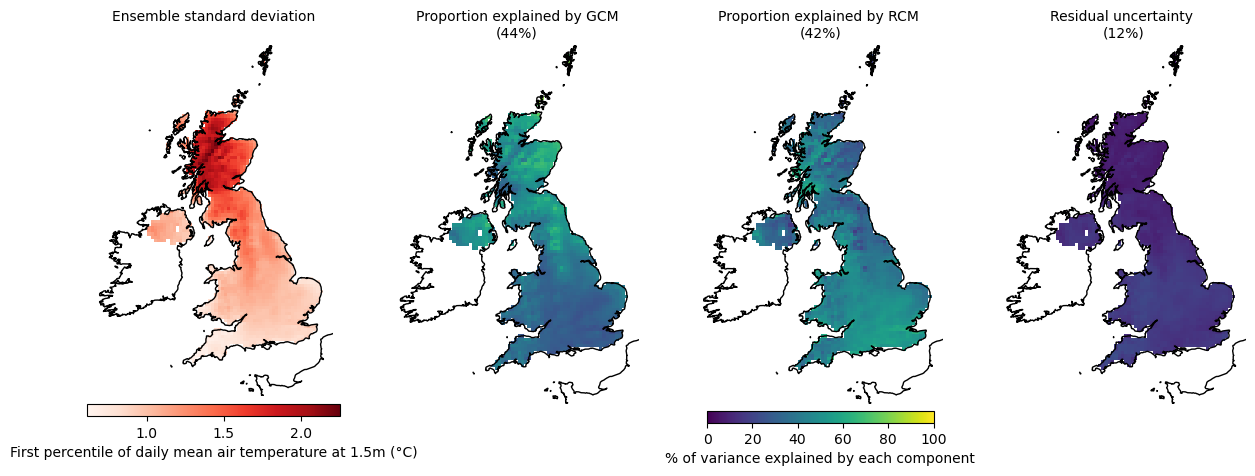 Ensemble standard deviation
Proportion explained by GCM
(44%)
Proportion explained by RCM
(42%)
Residual uncertainty
(12%)
1.0 1.5 2.0
First percentile of daily mean air temperature at 1.5m (°C)
0 20 40 60 80 100
% of variance explained by each component